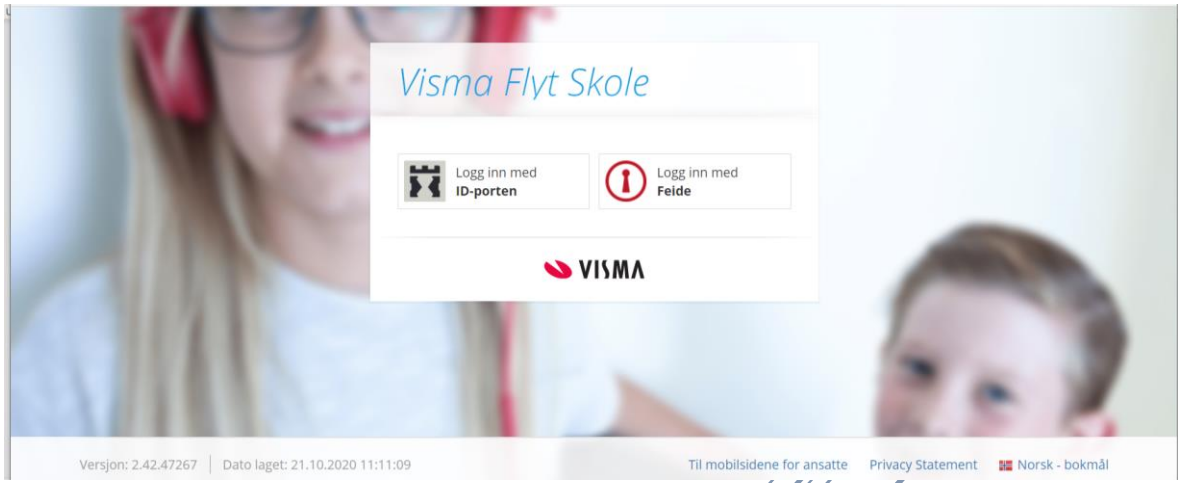 Visma Flyt Skole
Logg inn med
ID-porten
Logg inn med
Feide
VISMA
Versjon: 2.42.47267 | Dato laget: 21.10.2020 11:11:09
Til mobilsidene for ansatte
Privacy Statement
Norsk - bokmål